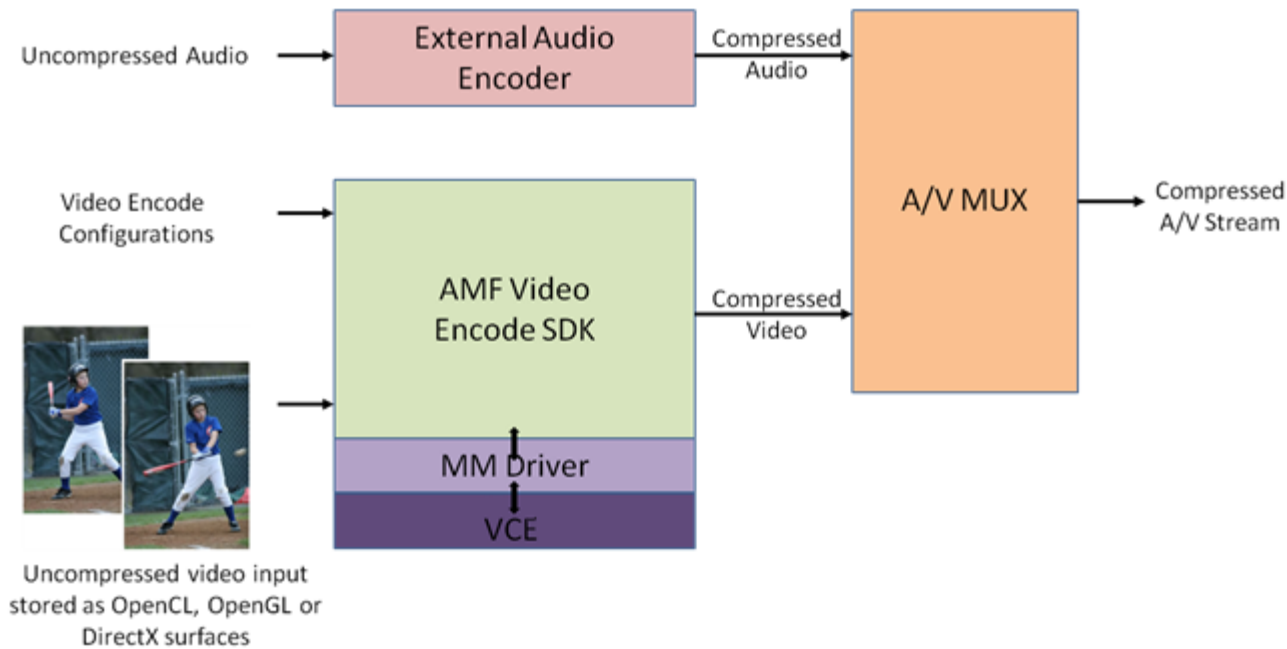 Uncompressed Audio
External Audio
Encoder
Compressed
Audio
Video Encode
Configurations
AMF Video
Encode SDK
Compressed
Video
A/V MUX
Compressed
A/V Stream
MM Driver
VCE
Uncompressed video input
stored as OpenCL, OpenGL or
DirectX surfaces